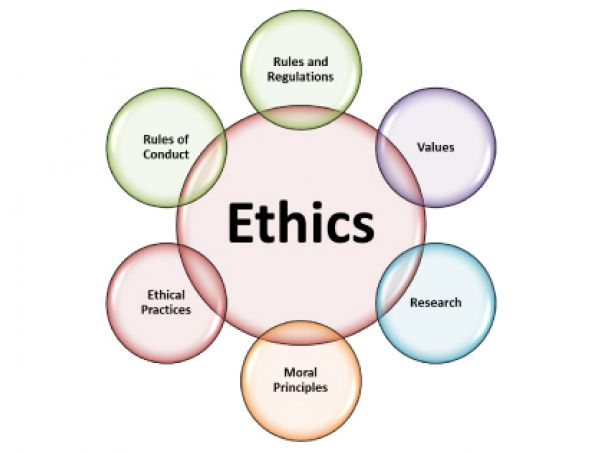 Rules and
Regulations
Rules of
Conduct
Values
Ethics
Ethical
Practices
Research
Moral
Principles